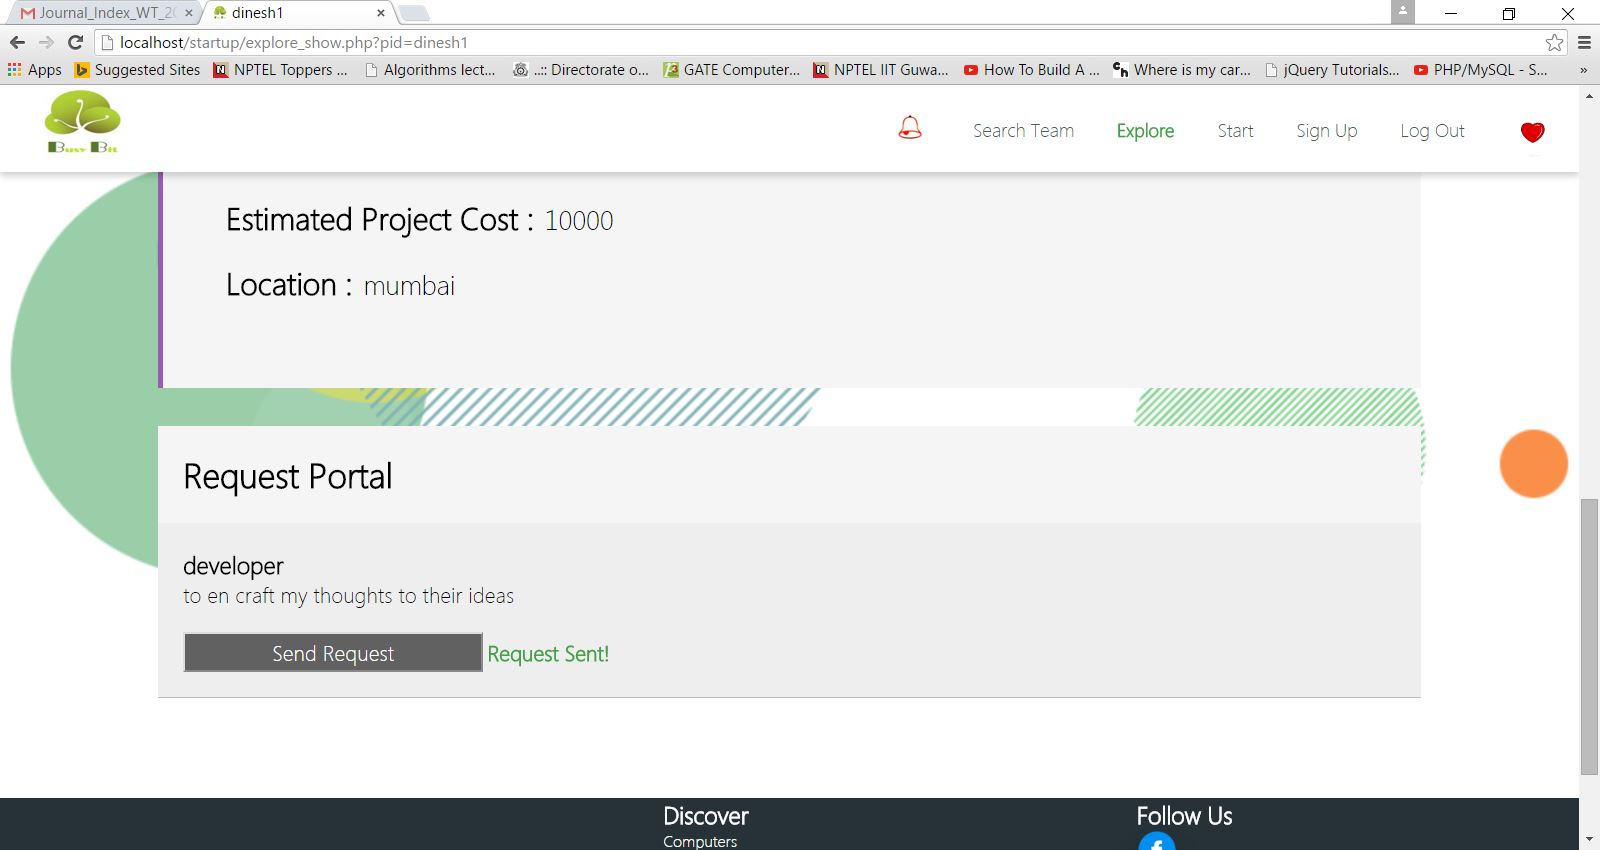 Journal_Index_WT_20
dinesh1
localhost/startup/explore_show.php?pid=dinesh1
Apps Suggested Sites NPTEL Toppers ... Algorithms lect... ..:: Directorate o... GATE Computer... NPTEL IIT Guwa... How To Build A ... Where is my car... jQuery Tutorials... PHP/MySQL - S... »
Busy Bit
Search Team Explore Start Sign Up Log Out
Estimated Project Cost : 10000
Location : mumbai
Request Portal
developer
to en craft my thoughts to their ideas
Send Request Request Sent!
Discover Follow Us
Computers